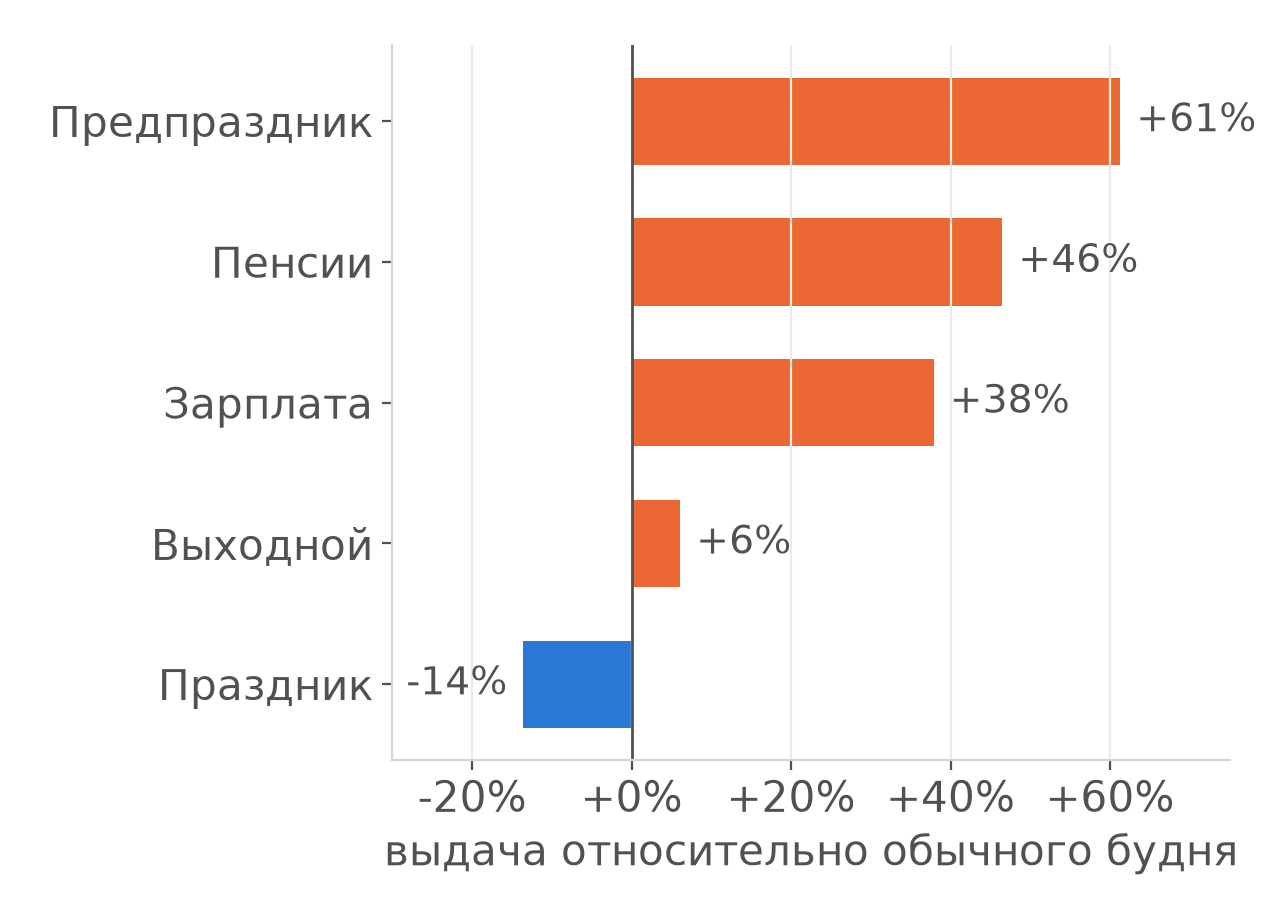 Предпраздник +61%
Пенсии +46%
Зарплата +38%
Выходной +6%
Праздник -14%
-20% +0% +20% +40% +60%
выдача относительно обычного будня